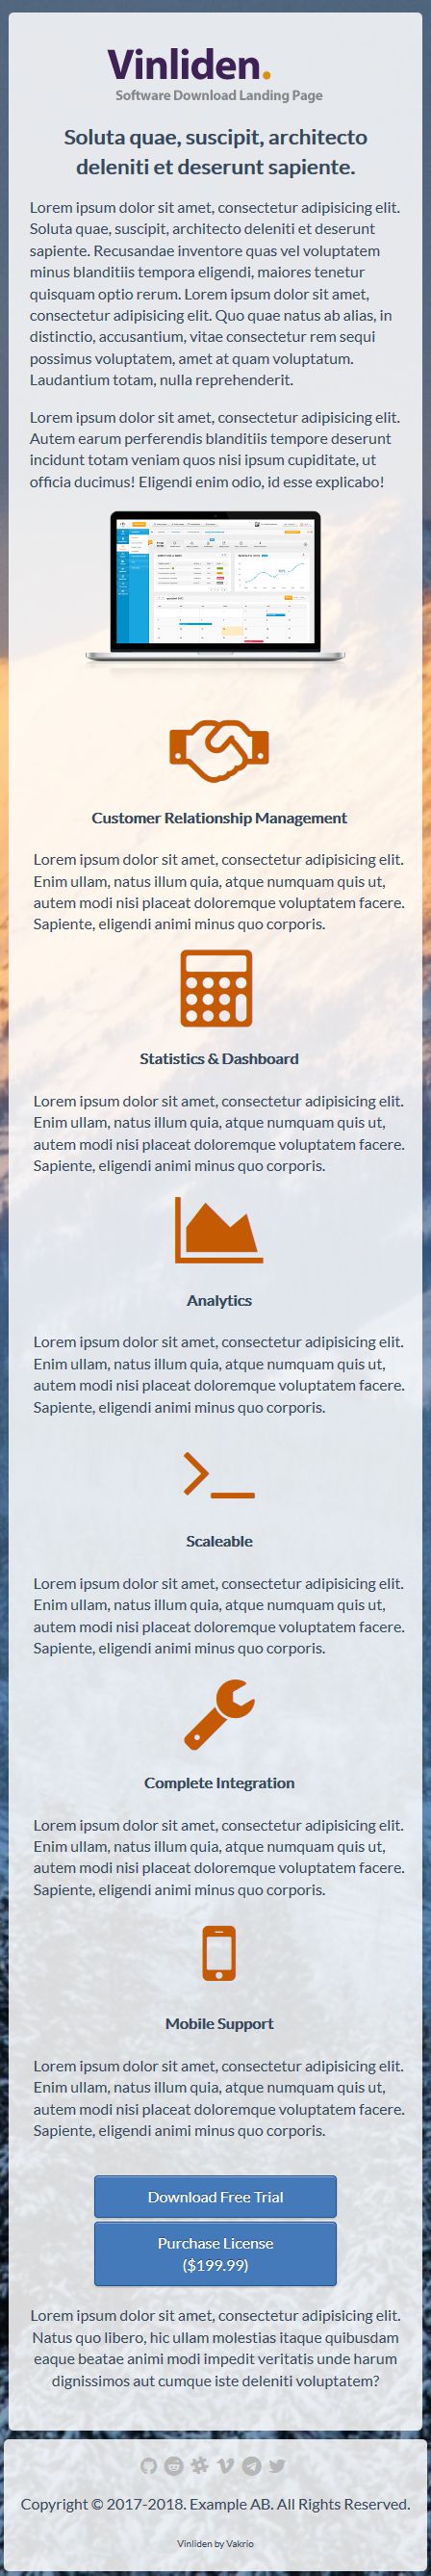 Vinliden.
Software Download Landing Page
Soluta quae, suscipit, architecto
deleniti et deserunt sapiente.
Lorem ipsum dolor sit amet, consectetur adipisicing elit.
Soluta quae, suscipit, architecto deleniti et deserunt
sapiente. Recusandae inventore quas vel voluptatem
minus blanditiis tempora eligendi, maiores tenetur
quisquam optio rerum. Lorem ipsum dolor sit amet,
consectetur adipisicing elit. Quo quae natus ab alias, in
distinctio, accusantium, vitae consectetur rem sequi
possimus voluptatem, amet at quam voluptatum.
Laudantium totam, nulla reprehenderit.
Lorem ipsum dolor sit amet, consectetur adipisicing elit.
Autem earum perferendis blanditiis tempore deserunt
incidunt totam veniam quos nisi ipsum cupiditate, ut
officia ducimus! Eligendi enim odio, id esse explicabo!
Customer Relationship Management
Lorem ipsum dolor sit amet, consectetur adipisicing elit.
Enim ullam, natus illum quia, atque numquam quis ut,
autem modi nisi placeat doloremque voluptatem facere.
Sapiente, eligendi animi minus quo corporis.
Statistics & Dashboard
Lorem ipsum dolor sit amet, consectetur adipisicing elit.
Enim ullam, natus illum quia, atque numquam quis ut,
autem modi nisi placeat doloremque voluptatem facere.
Sapiente, eligendi animi minus quo corporis.
Analytics
Lorem ipsum dolor sit amet, consectetur adipisicing elit.
Enim ullam, natus illum quia, atque numquam quis ut,
autem modi nisi placeat doloremque voluptatem facere.
Sapiente, eligendi animi minus quo corporis.
Scaleable
Lorem ipsum dolor sit amet, consectetur adipisicing elit.
Enim ullam, natus illum quia, atque numquam quis ut,
autem modi nisi placeat doloremque voluptatem facere.
Sapiente, eligendi animi minus quo corporis.
Complete Integration
Lorem ipsum dolor sit amet, consectetur adipisicing elit.
Enim ullam, natus illum quia, atque numquam quis ut,
autem modi nisi placeat doloremque voluptatem facere.
Sapiente, eligendi animi minus quo corporis.
Mobile Support
Lorem ipsum dolor sit amet, consectetur adipisicing elit.
Enim ullam, natus illum quia, atque numquam quis ut,
autem modi nisi placeat doloremque voluptatem facere.
Sapiente, eligendi animi minus quo corporis.
Download Free Trial
Purchase License
($199.99)
Lorem ipsum dolor sit amet, consectetur adipisicing elit.
Natus quo libero, hic ullam molestias itaque quibusdam
eaque beatae animi modi impedit veritatis unde harum
dignissimos aut cumque iste deleniti voluptatem?
Copyright © 2017-2018. Example AB. All Rights Reserved.
Vinliden by Vakrio